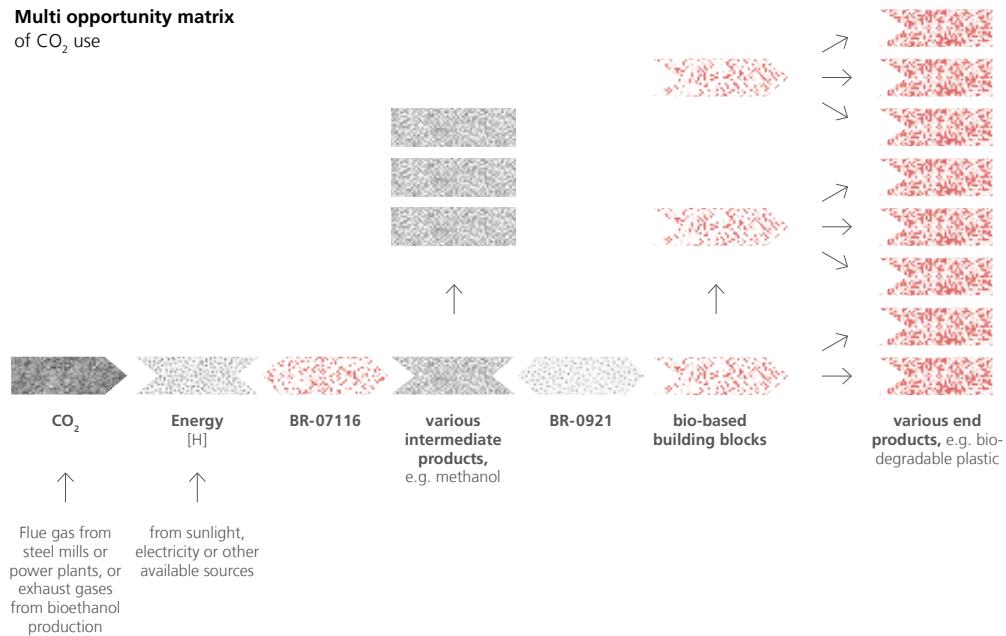 Multi opportunity matrix
of CO₂ use
CO₂
Energy
[H]
BR-07116
various
intermediate
products,
e.g. methanol
BR-0921
bio-based
building blocks
various end
products, e.g. bio-
degradable plastic
Flue gas from
steel mills or
power plants, or
exhaust gases
from bioethanol
production
from sunlight,
electricity or other
available sources